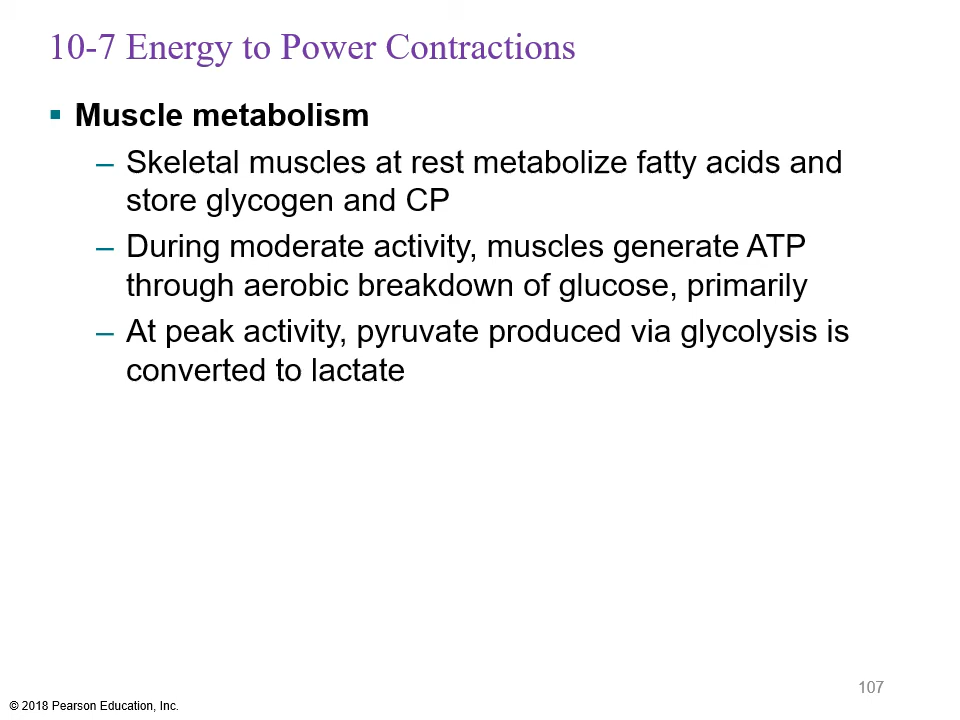 10-7 Energy to Power Contractions
▪ Muscle metabolism
– Skeletal muscles at rest metabolize fatty acids and
store glycogen and CP
– During moderate activity, muscles generate ATP
through aerobic breakdown of glucose, primarily
– At peak activity, pyruvate produced via glycolysis is
converted to lactate
107
© 2018 Pearson Education, Inc.